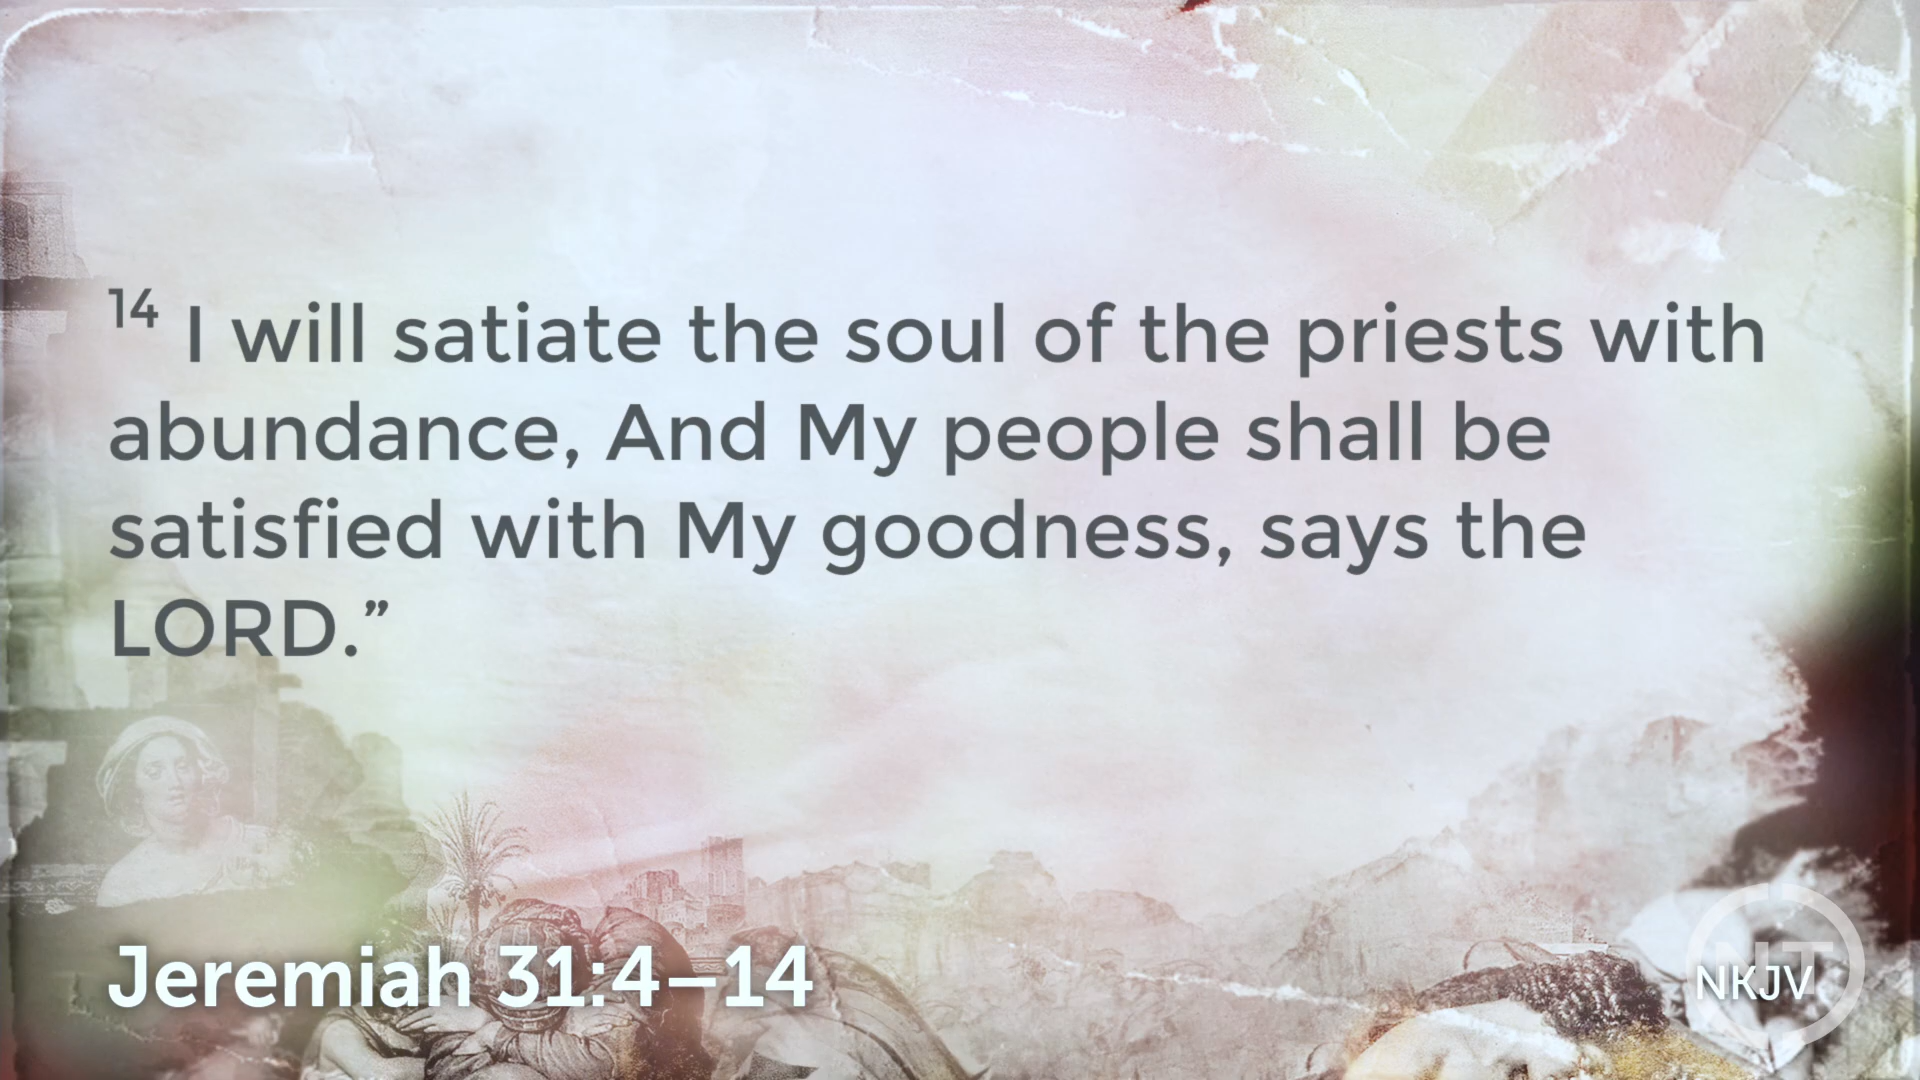 14 I will satiate the soul of the priests with
abundance, And My people shall be
satisfied with My goodness, says the
LORD.”
Jeremiah 31:4–14
NT
NKJV